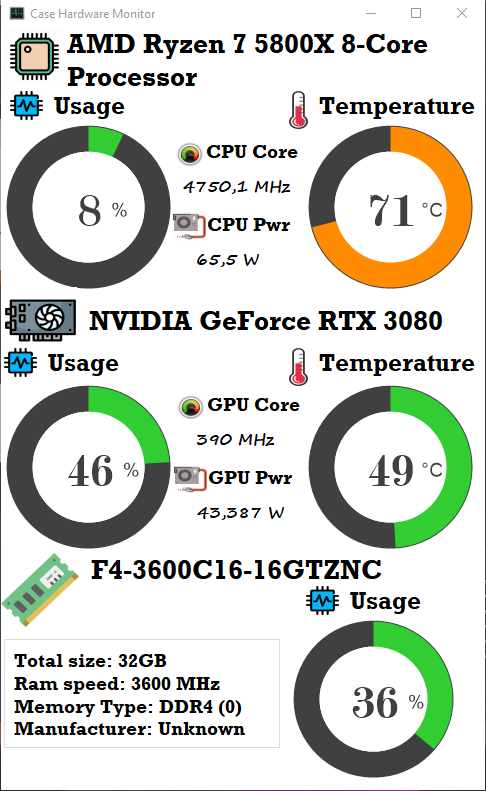 Case Hardware Monitor
AMD Ryzen 7 5800X 8-Core
Processor
Usage
Temperature
8 %
CPU Core
4750,1 MHz
CPU Pwr
65,5 W
71 °C
NVIDIA GeForce RTX 3080
Usage
Temperature
46 %
GPU Core
390 MHz
GPU Pwr
43,387 W
49 °C
F4-3600C16-16GTZNC
Usage
Total size: 32GB
Ram speed: 3600 MHz
Memory Type: DDR4 (0)
Manufacturer: Unknown
36 %